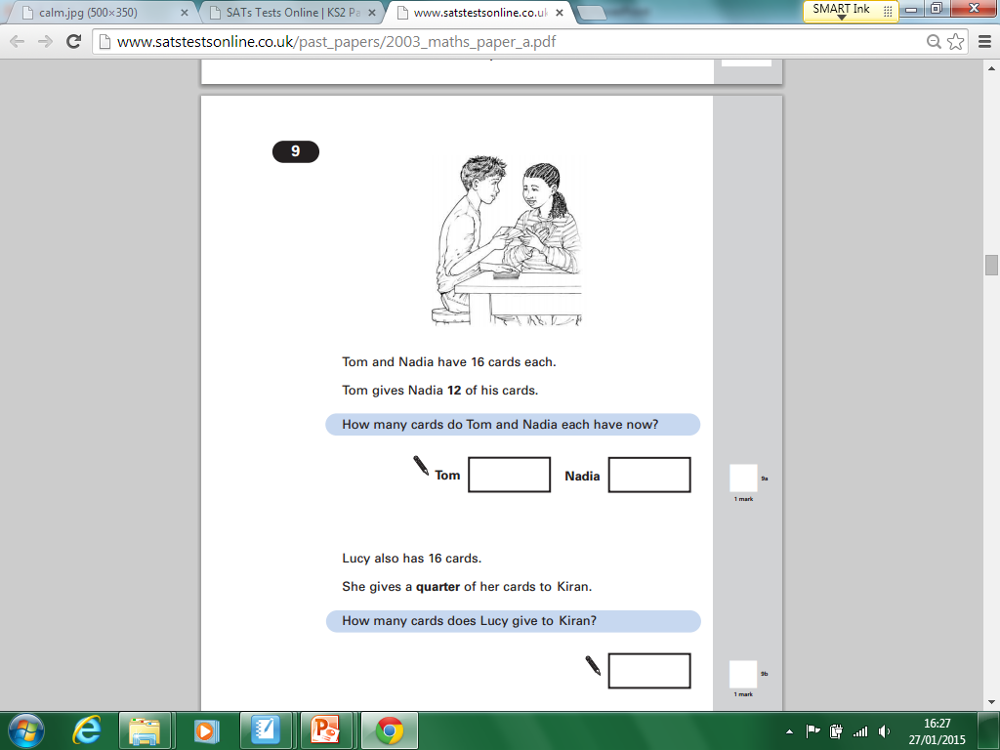 calm.jpg (500×350)
SATs Tests Online | KS2 Pa
www.satstestsonline.co.uk
SMART Ink
www.satstestsonline.co.uk/past_papers/2003_maths_paper_a.pdf
9
Tom and Nadia have 16 cards each.
Tom gives Nadia 12 of his cards.
How many cards do Tom and Nadia each have now?
Tom
Nadia
9a
1 mark
Lucy also has 16 cards.
She gives a quarter of her cards to Kiran.
How many cards does Lucy give to Kiran?
9b
1 mark
16:27
27/01/2015